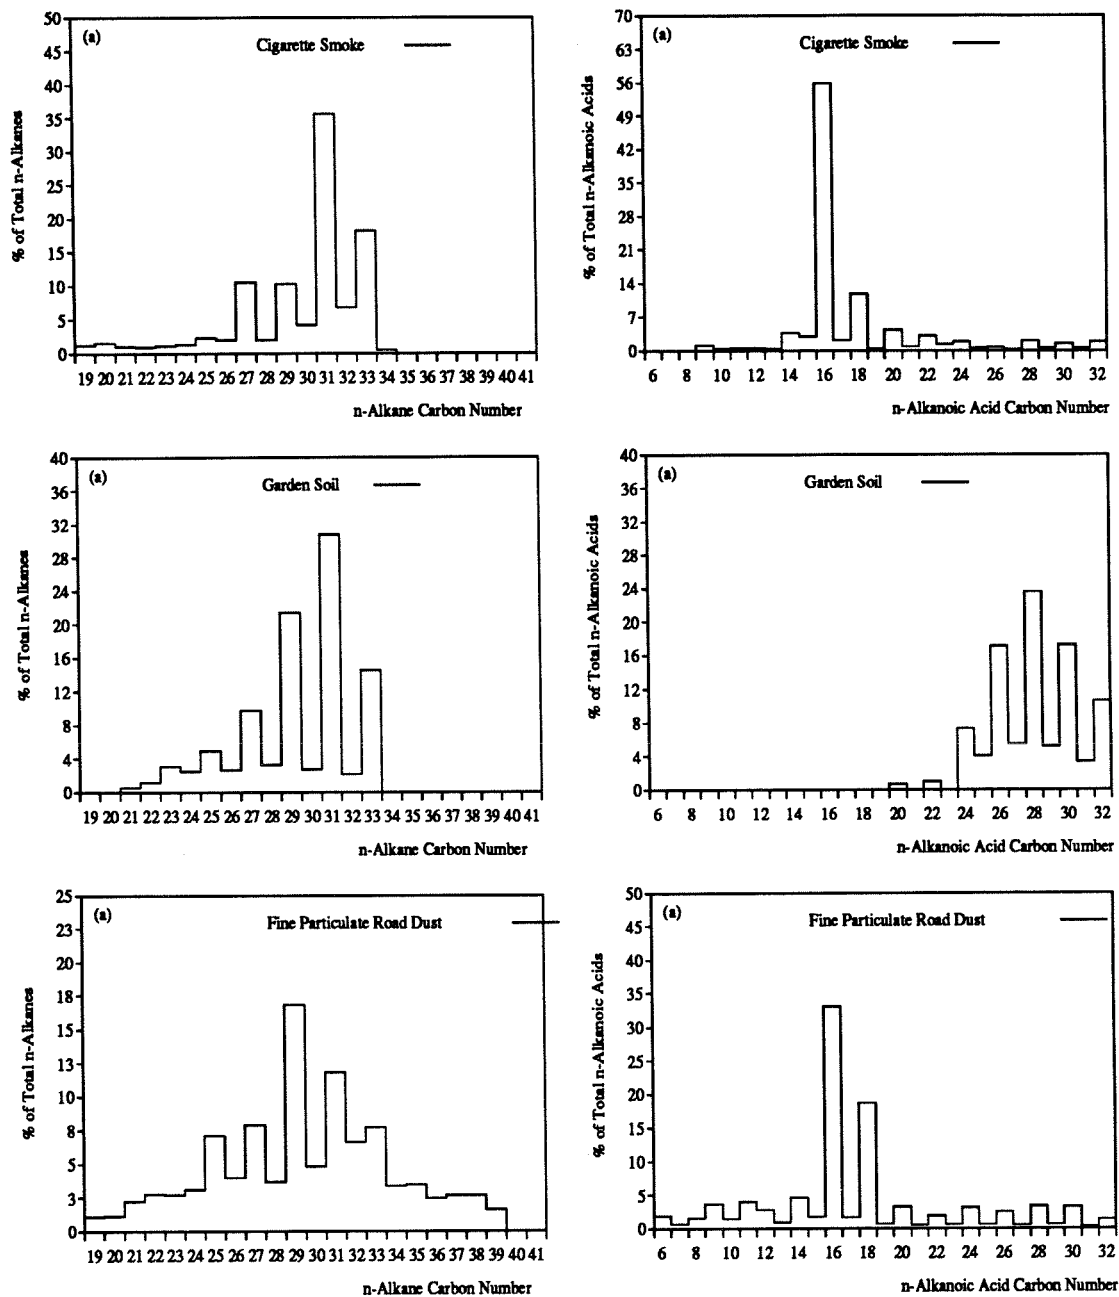 (a)
Cigarette Smoke
% of Total n-Alkanes
50
45
40
35
30
25
20
15
10
5
0
19 20 21 22 23 24 25 26 27 28 29 30 31 32 33 35 36 37 38 39 40 41
n-Alkane Carbon Number
(a)
Cigarette Smoke
% of Total n-Alkanoic Acids
70
63
56
49
42
35
28
21
14
7
0
6 8 10 12 14 16 18 20 22 24 26 28 30 32
n-Alkanoic Acid Carbon Number
(a)
Garden Soil
% of Total n-Alkanes
40
36
32
28
24
20
16
12
8
4
0
19 20 21 22 23 24 25 26 27 28 29 30 31 32 33 35 36 37 38 39 40 41
n-Alkane Carbon Number
(a)
Garden Soil
% of Total n-Alkanoic Acids
40
36
32
28
24
20
16
12
8
4
0
6 8 10 12 14 16 18 20 22 24 26 28 30 32
n-Alkanoic Acid Carbon Number
(a)
Fine Particulate Road Dust
% of Total n-Alkanes
25
23
20
18
15
13
10
8
5
3
0
19 20 21 22 23 24 25 26 27 28 29 30 31 32 33 35 36 37 39 40 41
n-Alkane Carbon Number
(a)
Fine Particulate Road Dust
% of Total n-Alkanoic Acids
50
45
40
35
30
25
20
15
10
5
0
6 8 10 12 14 16 18 20 22 24 26 28 30 32
n-Alkanoic Acid Carbon Number